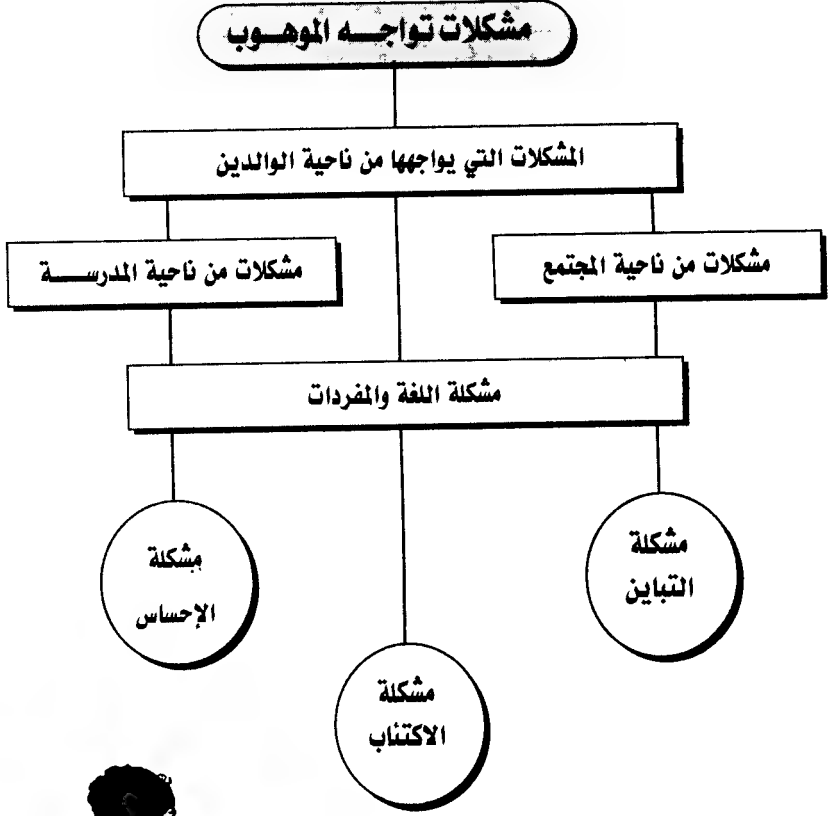 مشكلات تواجه الموهوب
المشكلات التي يواجهها من ناحية الوالدين
مشكلات من ناحية المجتمع
مشكلات من ناحية المدرسة
مشكلة اللغة والمفردات
مشكلة
التباين
مشكلة
الإحساس
مشكلة
الاكتئاب